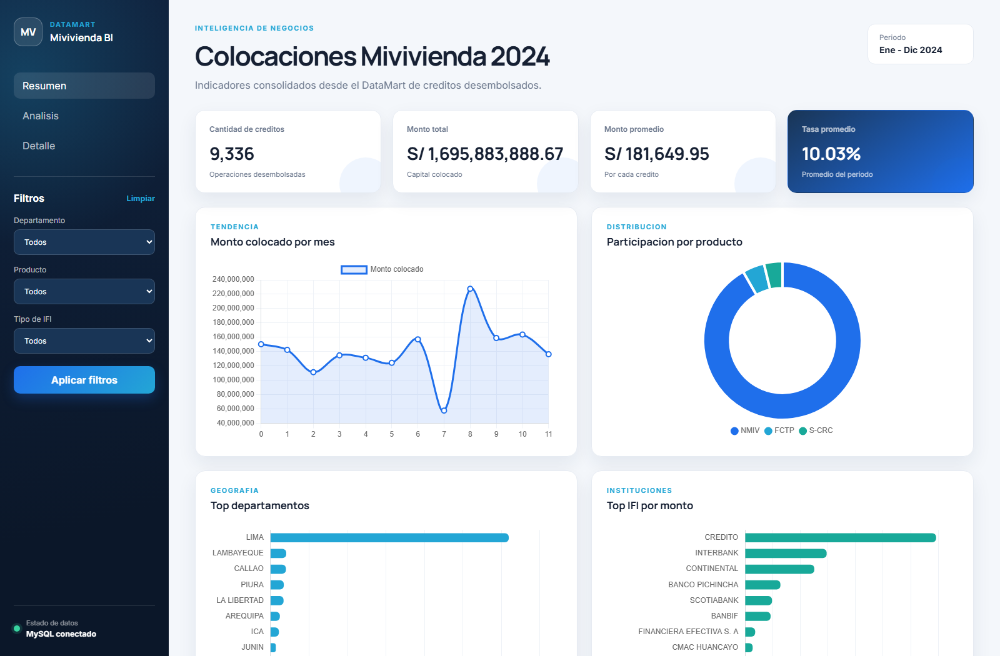 MV
DATAMART
Mivivienda BI
Resumen
Analisis
Detalle
Filtros
Limpiar
Departamento
Todos
Producto
Todos
Tipo de IFI
Todos
Aplicar filtros
Estado de datos
MySQL conectado
INTELIGENCIA DE NEGOCIOS
Colocaciones Mivivienda 2024
Indicadores consolidados desde el DataMart de creditos desembolsados.
Periodo
Ene - Dic 2024
Cantidad de creditos
9,336
Operaciones desembolsadas
Monto total
S/ 1,695,883,888.67
Capital colocado
Monto promedio
S/ 181,649.95
Por cada credito
Tasa promedio
10.03%
Promedio del periodo
TENDENCIA
Monto colocado por mes
Monto colocado
240,000,000
220,000,000
200,000,000
180,000,000
160,000,000
140,000,000
120,000,000
100,000,000
80,000,000
60,000,000
40,000,000
0 1 2 3 4 5 6 7 8 9 10 11
DISTRIBUCION
Participacion por producto
NMIV FCTP S-CRC
GEOGRAFIA
Top departamentos
LIMA
LAMBAYEQUE
CALLAO
PIURA
LA LIBERTAD
AREQUIPA
ICA
JUNIN
INSTITUCIONES
Top IFI por monto
CREDITO
INTERBANK
CONTINENTAL
BANCO PICHINCHA
SCOTIABANK
BANBIF
FINANCIERA EFECTIVA S. A
CMAC HUANCAYO